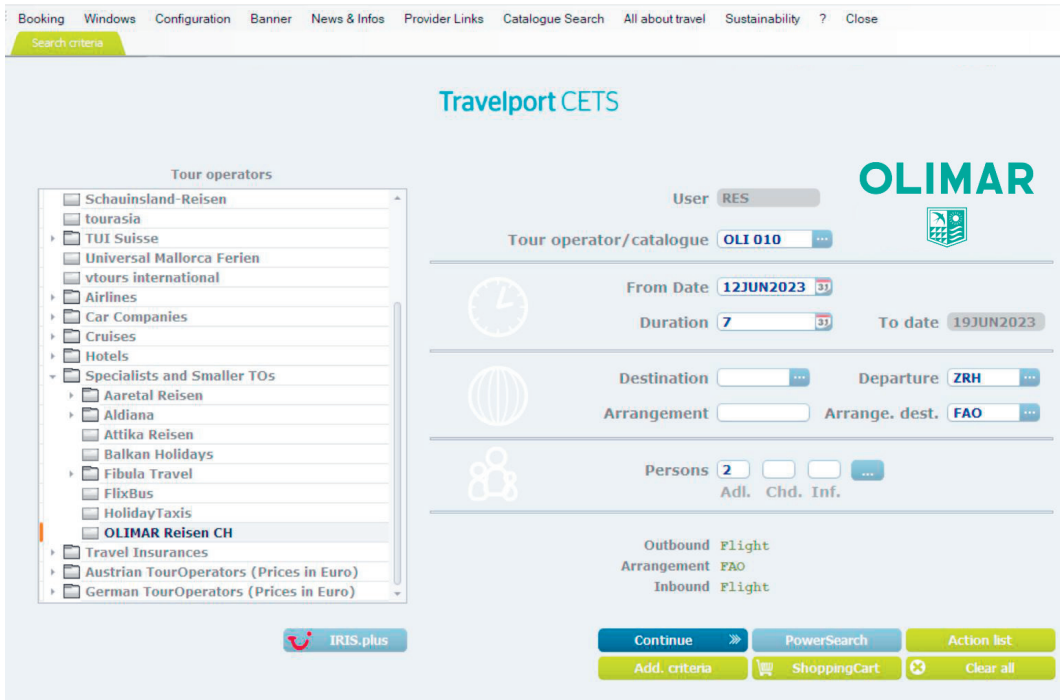 Booking Windows Configuration Banner News & Infos Provider Links Catalogue Search All about travel Sustainability ? Close
Search criteria
Travelport CETS
Tour operators
Schauinsland-Reisen
tourasia
TUI Suisse
Universal Mallorca Ferien
vtours international
Airlines
Car Companies
Cruises
Hotels
Specialists and Smaller TOs
Aaretal Reisen
Aldiana
Attika Reisen
Balkan Holidays
Fibula Travel
FlixBus
HolidayTaxis
OLIMAR Reisen CH
Travel Insurances
Austrian TourOperators (Prices in Euro)
German TourOperators (Prices in Euro)
IRIS.plus
OLIMAR
User RES
Tour operator/catalogue OLI 010 ...
From Date 12JUN2023 31
Duration 7 31 To date 19JUN2023
Destination ... Departure ZRH ...
Arrangement Arrange. dest. FAO ...
Persons 2 ...
Adl. Chd. Inf.
Outbound Flight
Arrangement FAO
Inbound Flight
Continue PowerSearch Action list
Add. criteria ShoppingCart Clear all